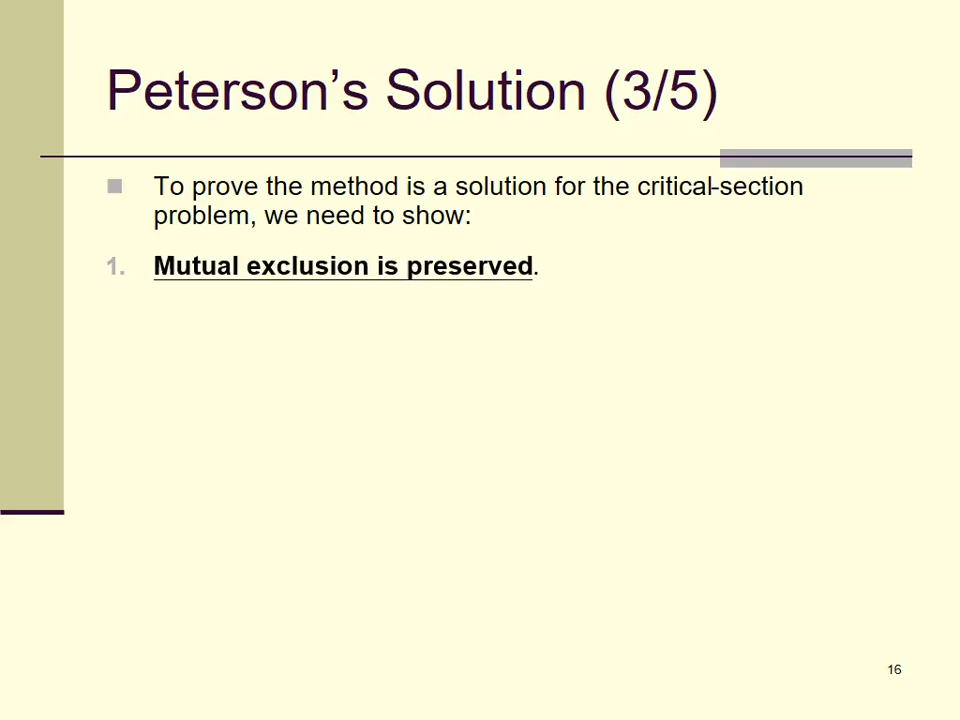 Peterson’s Solution (3/5)
To prove the method is a solution for the critical-section
problem, we need to show:
1. Mutual exclusion is preserved.
16